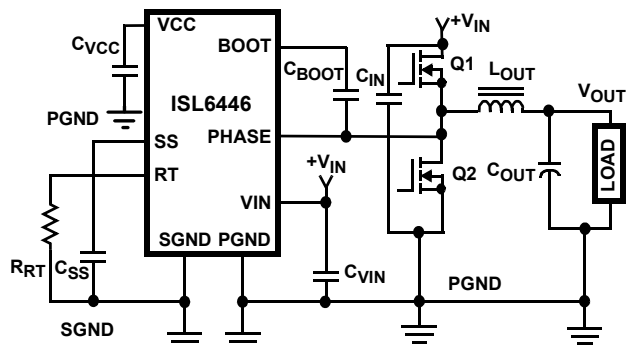 +VIN
VCC
CVCC
BOOT
Q1
CIN
LOUT
CBOOT
VOUT
ISL6446
PGND
PHASE
SS
+VIN
Q2
COUT
LOAD
RT
VIN
SGND PGND
RRT
CSS
CVIN
PGND
SGND